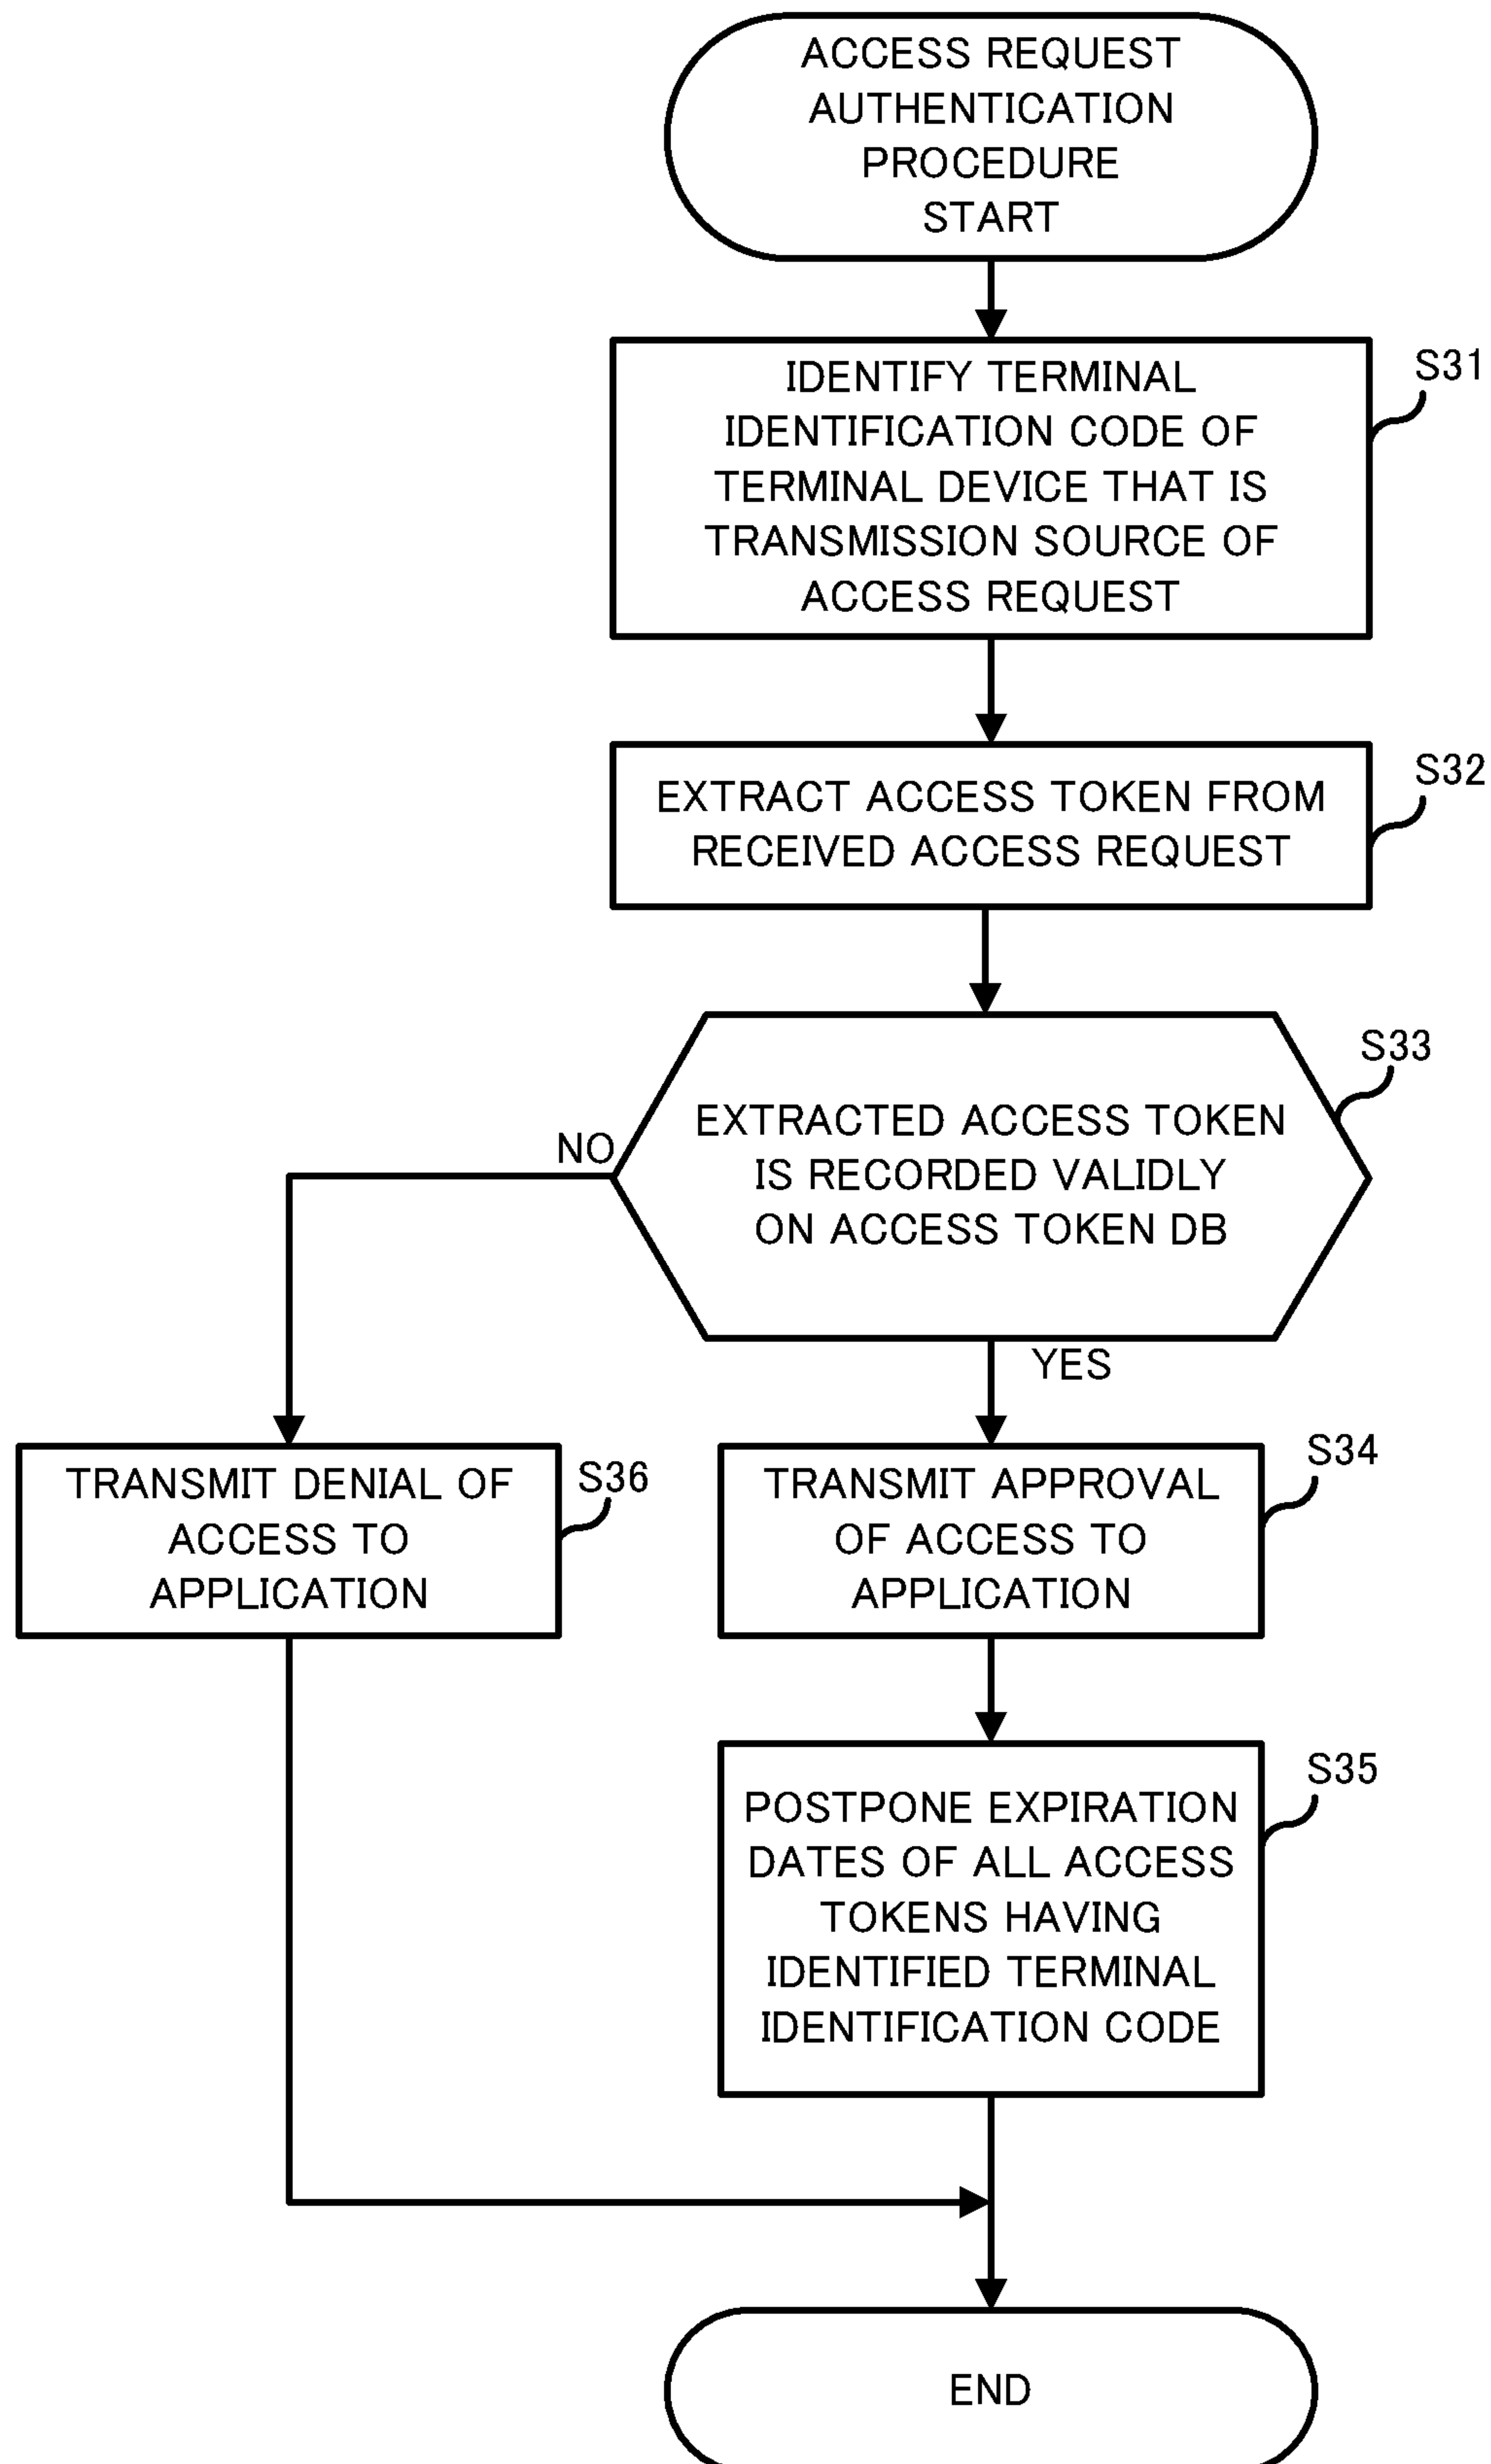 ACCESS REQUEST
AUTHENTICATION
PROCEDURE
START
S31
IDENTIFY TERMINAL
IDENTIFICATION CODE OF
TERMINAL DEVICE THAT IS
TRANSMISSION SOURCE OF
ACCESS REQUEST
S32
EXTRACT ACCESS TOKEN FROM
RECEIVED ACCESS REQUEST
S33
EXTRACTED ACCESS TOKEN
IS RECORDED VALIDLY
ON ACCESS TOKEN DB
NO
YES
S34
TRANSMIT APPROVAL
OF ACCESS TO
APPLICATION
S36
TRANSMIT DENIAL OF
ACCESS TO
APPLICATION
S35
POSTPONE EXPIRATION
DATES OF ALL ACCESS
TOKENS HAVING
IDENTIFIED TERMINAL
IDENTIFICATION CODE
END